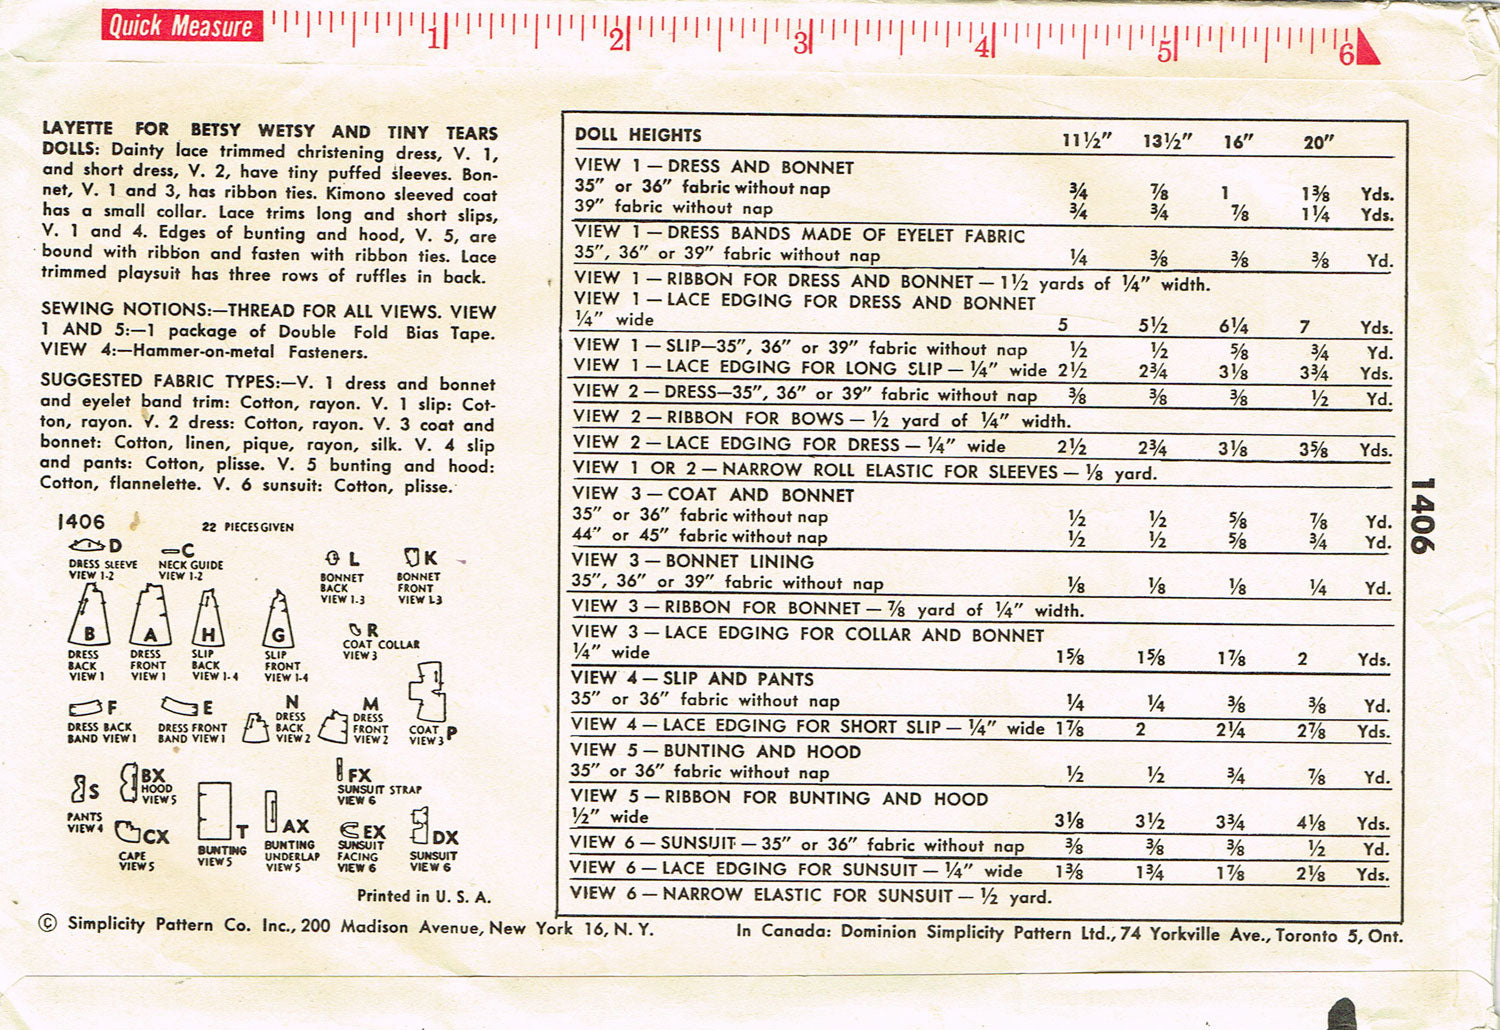 Quick Measure 1 2 3 4 5 6
LAYETTE FOR BETSY WETSY AND TINY TEARS
DOLLS: Dainty lace trimmed christening dress, V. 1,
and short dress, V. 2, have tiny puffed sleeves. Bon-
net, V. 1 and 3, has ribbon ties. Kimono sleeved coat
has a small collar. Lace trims long and short slips,
V. 1 and 4. Edges of bunting and hood, V. 5, are
bound with ribbon and fasten with ribbon ties. Lace
trimmed playsuit has three rows of ruffles in back.
SEWING NOTIONS:—THREAD FOR ALL VIEWS. VIEW
1 AND 5:—1 package of Double Fold Bias Tape.
VIEW 4:—Hammer-on-metal Fasteners.
SUGGESTED FABRIC TYPES:—V. 1 dress and bonnet
and eyelet band trim: Cotton, rayon. V. 1 slip: Cot-
ton, rayon. V. 2 dress: Cotton, rayon. V. 3 coat and
bonnet: Cotton, linen, pique, rayon, silk. V. 4 slip
and pants: Cotton, plisse. V. 5 bunting and hood:
Cotton, flannelette. V. 6 sunsuit: Cotton, plisse.
1406 22 PIECES GIVEN
D
DRESS SLEEVE
VIEW 1-2
C
NECK GUIDE
VIEW 1-2
L
BONNET
BACK
VIEW 1-3
K
BONNET
FRONT
VIEW 1-3
B
DRESS
BACK
VIEW 1
A
DRESS
FRONT
VIEW 1
H
SLIP
BACK
VIEW 1-4
G
SLIP
FRONT
VIEW 1-4
R
COAT COLLAR
VIEW 3
F
DRESS BACK
BAND VIEW 1
E
DRESS FRONT
BAND VIEW 1
N
DRESS
BACK
VIEW 2
M
DRESS
FRONT
VIEW 2
COAT
VIEW 3 P
S
PANTS
VIEW 4
BX
HOOD
VIEW 5
CX
CAPE
VIEW 5
T
BUNTING
VIEW 5
AX
BUNTING
UNDERLAP
VIEW 5
FX
SUNSUIT STRAP
VIEW 6
EX
SUNSUIT
FACING
VIEW 6
DX
SUNSUIT
VIEW 6
Printed in U. S. A.
DOLL HEIGHTS 11½" 13½" 16" 20"
VIEW 1—DRESS AND BONNET
35" or 36" fabric without nap ¾ ⅞ 1 1⅜ Yds.
39" fabric without nap ¾ ¾ ⅞ 1¼ Yds.
VIEW 1—DRESS BANDS MADE OF EYELET FABRIC
35", 36" or 39" fabric without nap ¼ ⅜ ⅜ ⅜ Yd.
VIEW 1—RIBBON FOR DRESS AND BONNET—1½ yards of ¼" width.
VIEW 1—LACE EDGING FOR DRESS AND BONNET
¼" wide 5 5½ 6¼ 7 Yds.
VIEW 1—SLIP—35", 36" or 39" fabric without nap ½ ½ ⅝ ¾ Yd.
VIEW 1—LACE EDGING FOR LONG SLIP—¼" wide 2½ 2¾ 3⅛ 3¾ Yds.
VIEW 2—DRESS—35", 36" or 39" fabric without nap ⅜ ⅜ ⅜ ½ Yd.
VIEW 2—RIBBON FOR BOWS—½ yard of ¼" width.
VIEW 2—LACE EDGING FOR DRESS—¼" wide 2½ 2¾ 3⅛ 3⅝ Yds.
VIEW 1 OR 2—NARROW ROLL ELASTIC FOR SLEEVES—⅛ yard.
VIEW 3—COAT AND BONNET
35" or 36" fabric without nap ½ ½ ⅝ ⅞ Yd.
44" or 45" fabric without nap ½ ½ ⅝ ¾ Yd.
VIEW 3—BONNET LINING
35", 36" or 39" fabric without nap ⅛ ⅛ ⅛ ¼ Yd.
VIEW 3—RIBBON FOR BONNET—⅞ yard of ¼" width.
VIEW 3—LACE EDGING FOR COLLAR AND BONNET
¼" wide 1⅝ 1⅝ 1⅞ 2 Yds.
VIEW 4—SLIP AND PANTS
35" or 36" fabric without nap ¼ ¼ ⅜ ⅜ Yd.
VIEW 4—LACE EDGING FOR SHORT SLIP—¼" wide 1⅞ 2 2¼ 2⅞ Yds.
VIEW 5—BUNTING AND HOOD
35" or 36" fabric without nap ½ ½ ¾ ⅞ Yd.
VIEW 5—RIBBON FOR BUNTING AND HOOD
½" wide 3⅛ 3½ 3¾ 4⅛ Yds.
VIEW 6—SUNSUIT—35" or 36" fabric without nap ⅜ ⅜ ⅜ ½ Yd.
VIEW 6—LACE EDGING FOR SUNSUIT—¼" wide 1⅜ 1¾ 1⅞ 2⅛ Yds.
VIEW 6—NARROW ELASTIC FOR SUNSUIT—½ yard.
1406
© Simplicity Pattern Co. Inc., 200 Madison Avenue, New York 16, N. Y. In Canada: Dominion Simplicity Pattern Ltd., 74 Yorkville Ave., Toronto 5, Ont.